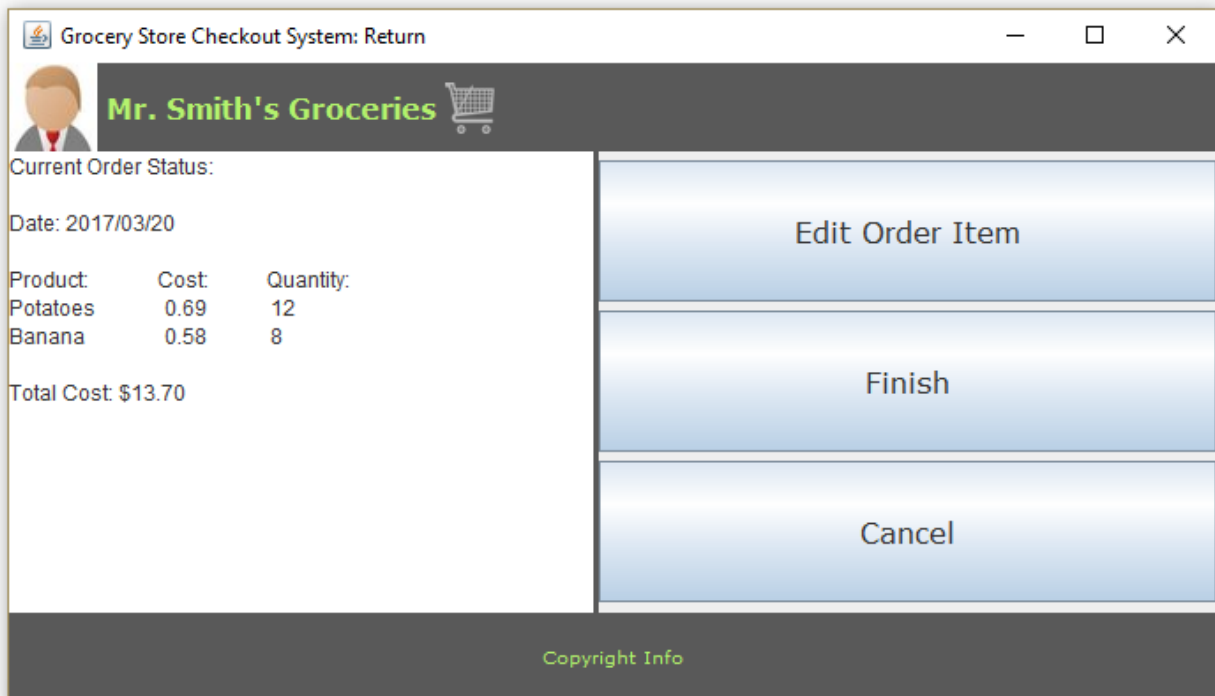 Grocery Store Checkout System: Return
Mr. Smith's Groceries
Current Order Status:
Date: 2017/03/20
Product: Cost: Quantity:
Potatoes 0.69 12
Banana 0.58 8
Total Cost: $13.70
Edit Order Item
Finish
Cancel
Copyright Info